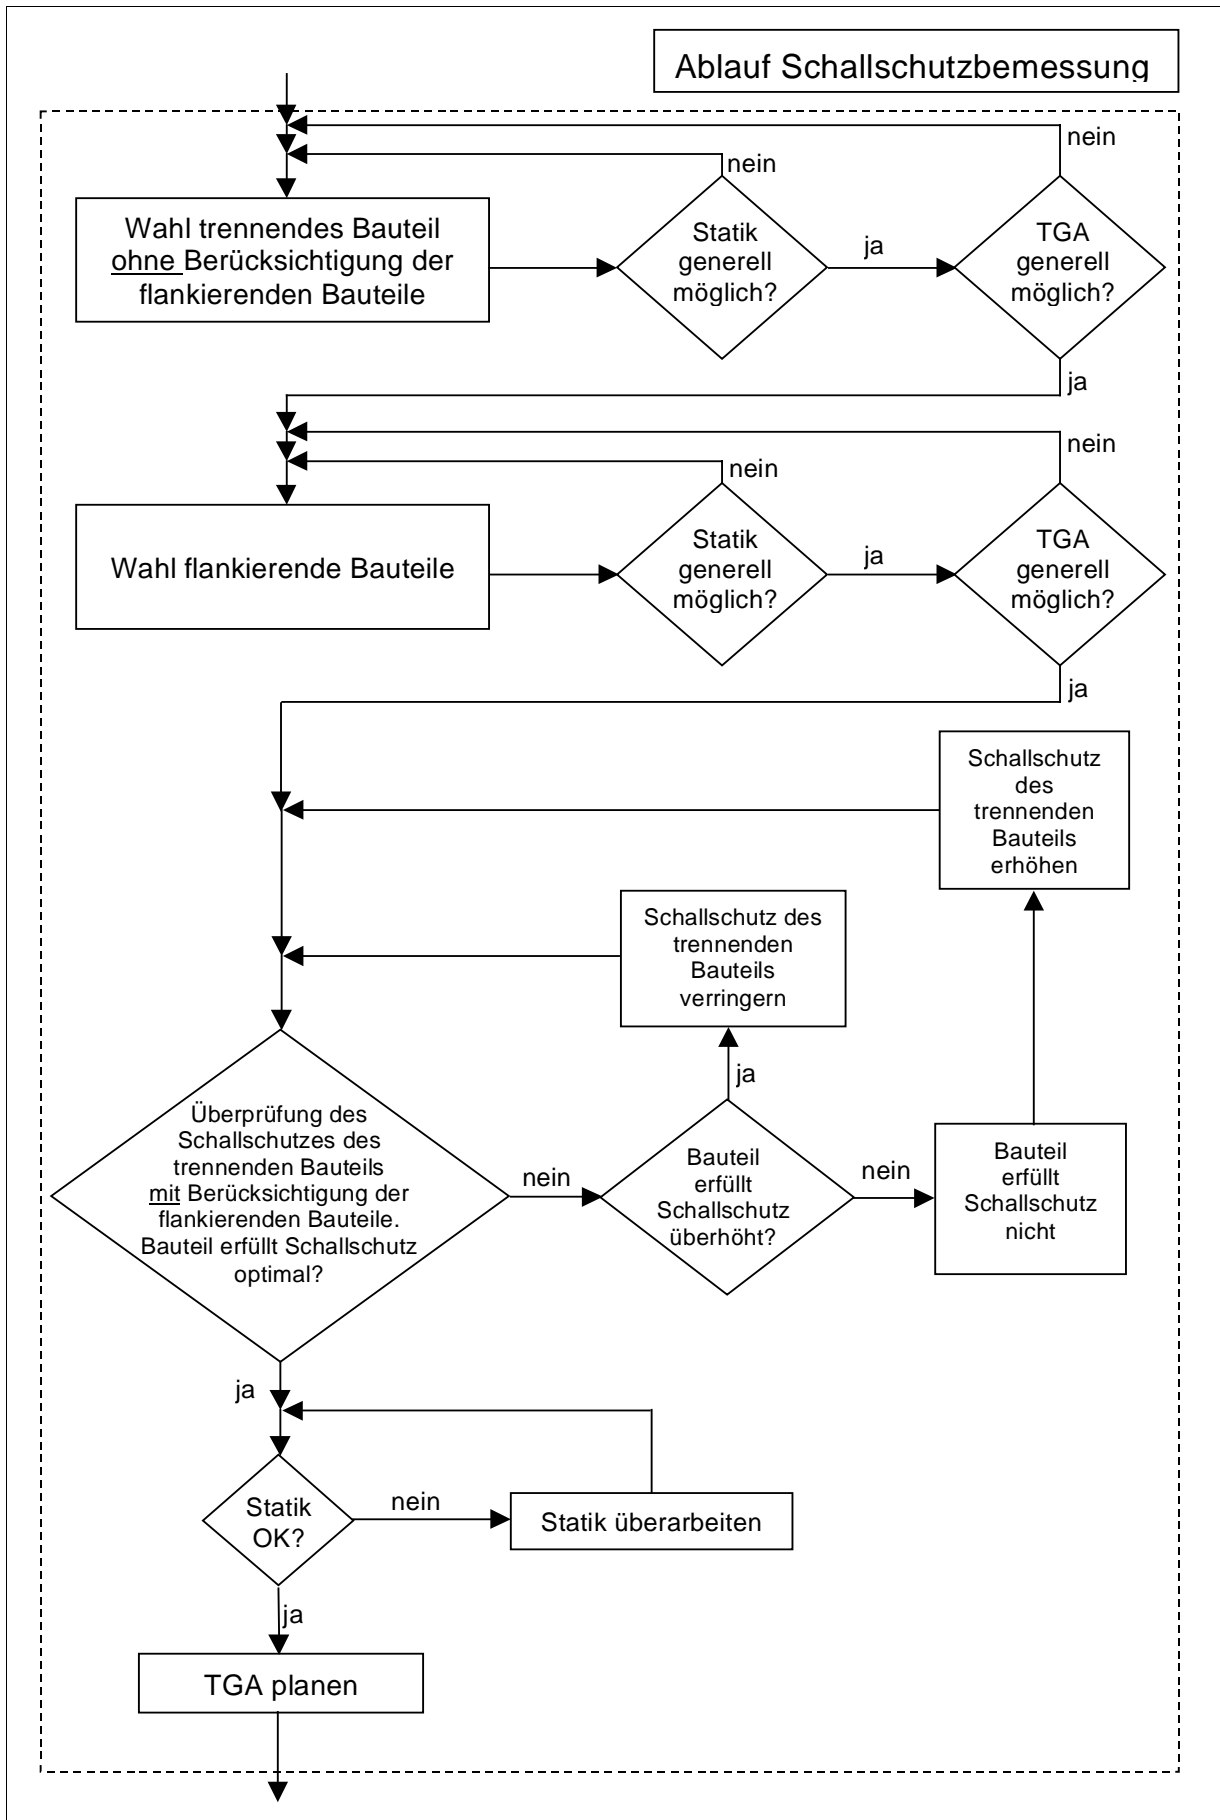 Ablauf Schallschutzbemessung
nein
nein
Wahl trennendes Bauteil
ohne Berücksichtigung der
flankierenden Bauteile
Statik
generell
möglich?
ja
TGA
generell
möglich?
ja
nein
nein
Wahl flankierende Bauteile
Statik
generell
möglich?
ja
TGA
generell
möglich?
ja
Schallschutz
des
trennenden
Bauteils
erhöhen
Schallschutz des
trennenden
Bauteils
verringern
ja
Überprüfung des
Schallschutzes des
trennenden Bauteils
mit Berücksichtigung der
flankierenden Bauteile.
Bauteil erfüllt Schallschutz
optimal?
nein
Bauteil
erfüllt
Schallschutz
überhöht?
nein
Bauteil
erfüllt
Schallschutz
nicht
ja
Statik
OK?
nein
Statik überarbeiten
ja
TGA planen